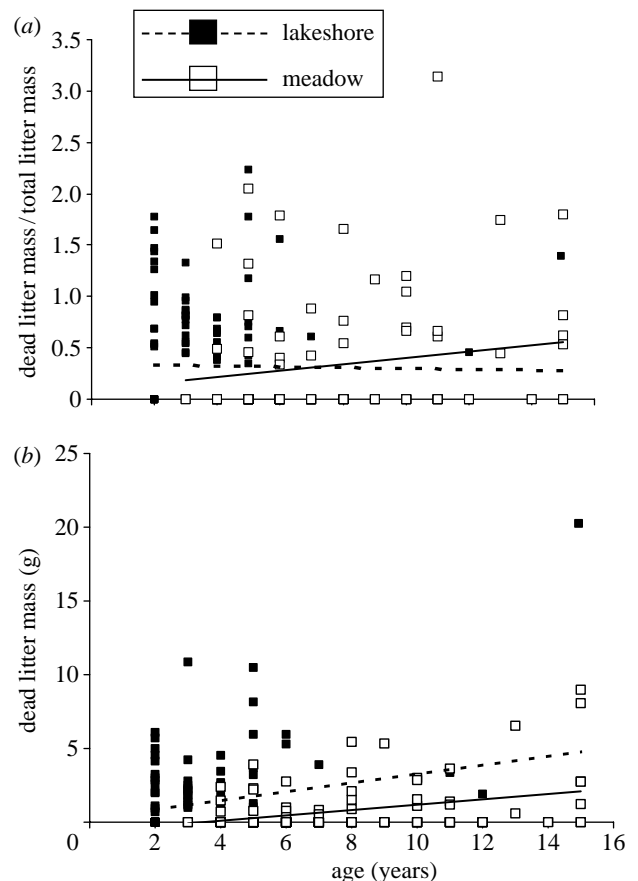 (a)
lakeshore
meadow
3.5
3.0
2.5
2.0
1.5
1.0
0.5
0
dead litter mass/total litter mass
(b)
25
20
15
10
5
0
dead litter mass (g)
2 4 6 8 10 12 14 16
age (years)